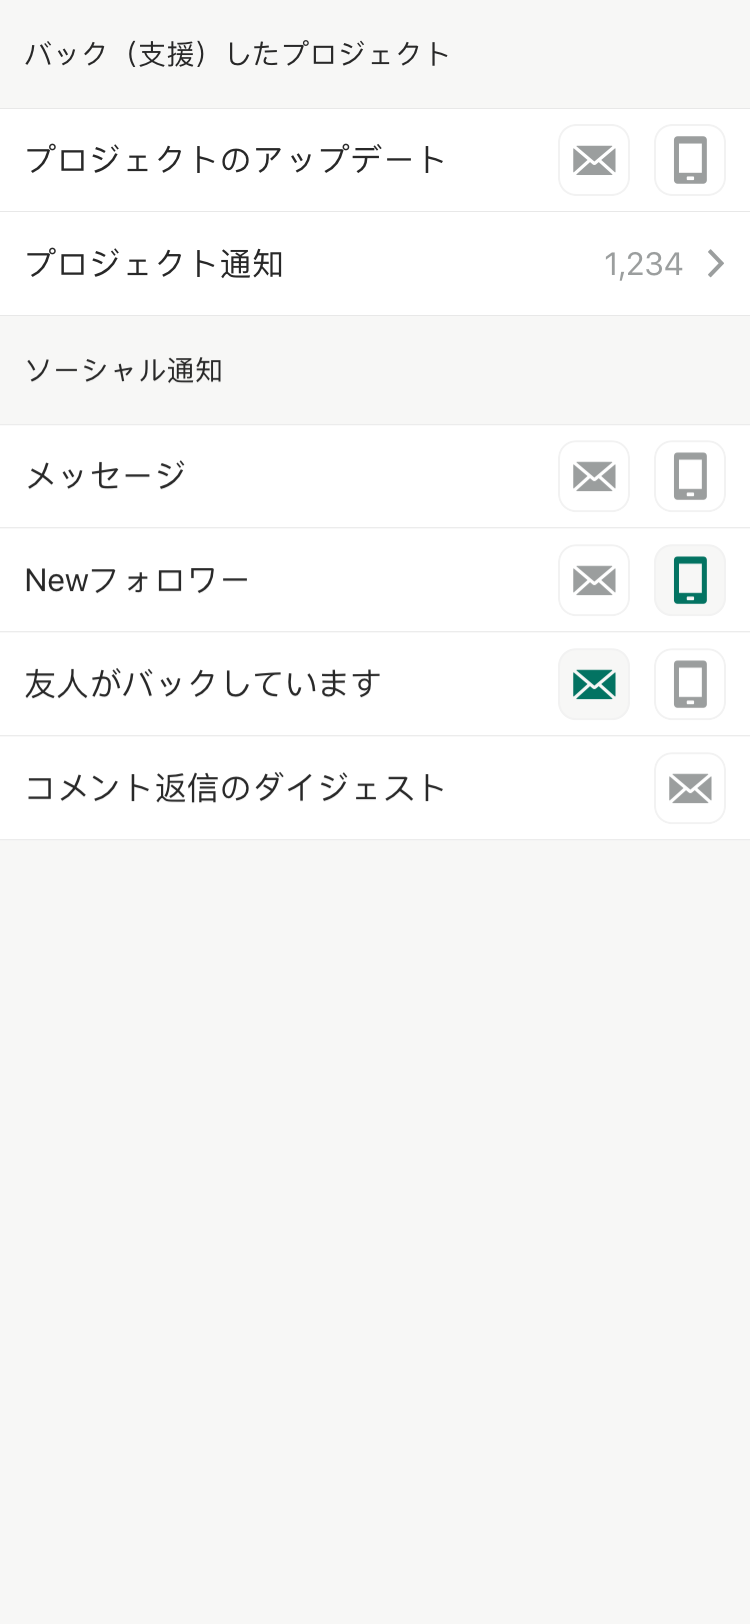 バック（支援）したプロジェクト
プロジェクトのアップデート
プロジェクト通知 1,234
ソーシャル通知
メッセージ
Newフォロワー
友人がバックしています
コメント返信のダイジェスト